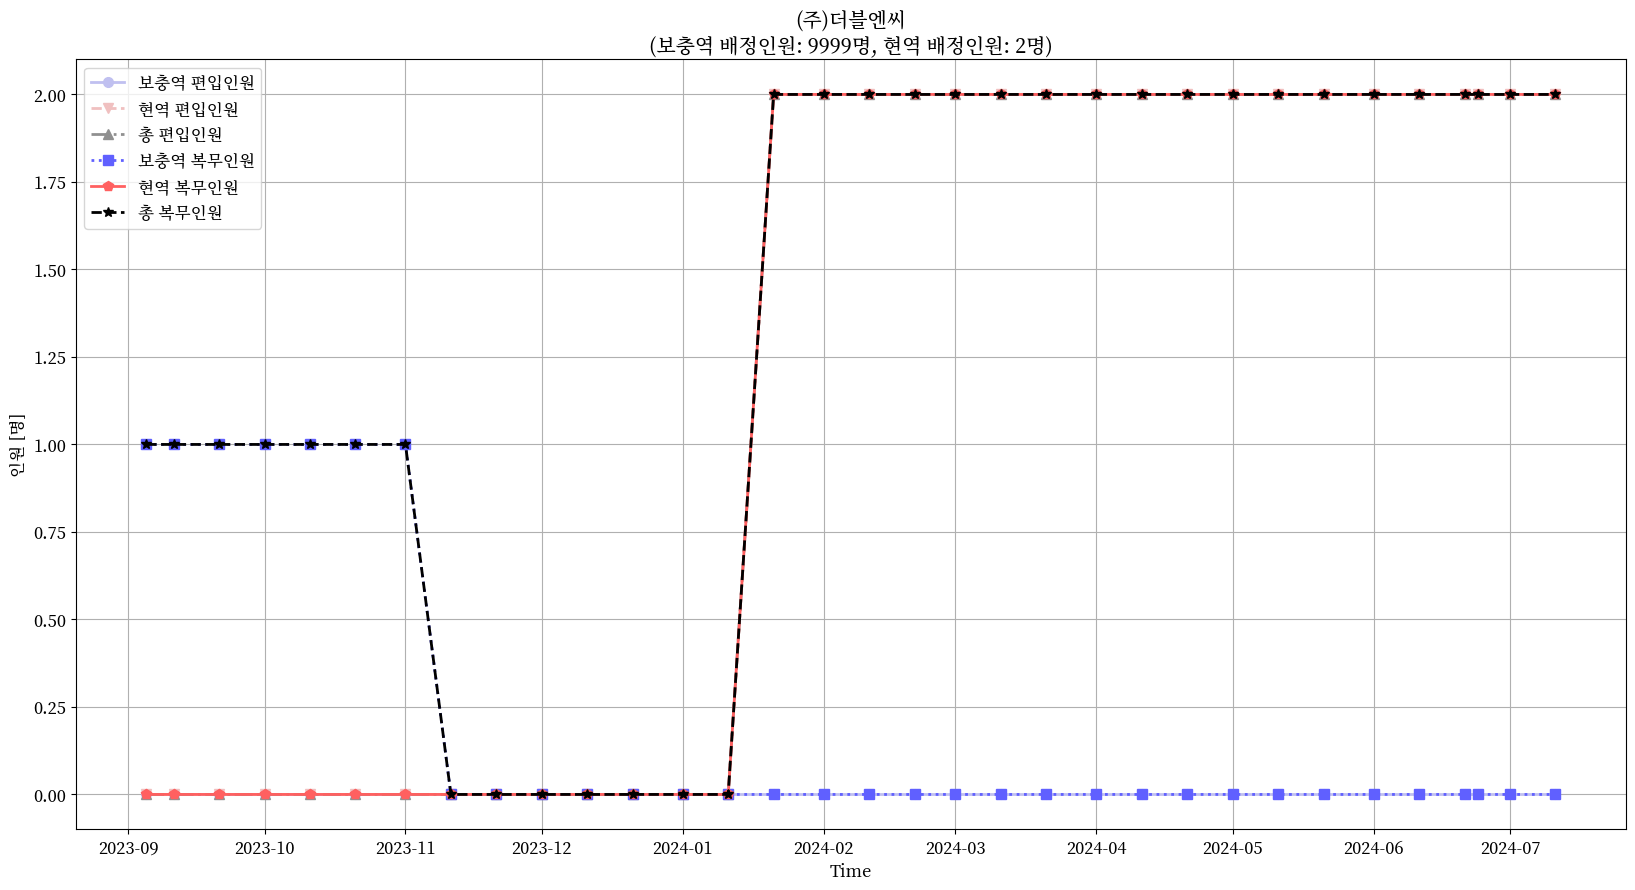 (주)더블엔씨
(보충역 배정인원: 9999명, 현역 배정인원: 2명)
보충역 편입인원
현역 편입인원
총 편입인원
보충역 복무인원
현역 복무인원
총 복무인원
2.00
1.75
1.50
1.25
1.00
0.75
0.50
0.25
0.00
인원 [명]
2023-09 2023-10 2023-11 2023-12 2024-01 2024-02 2024-03 2024-04 2024-05 2024-06 2024-07
Time